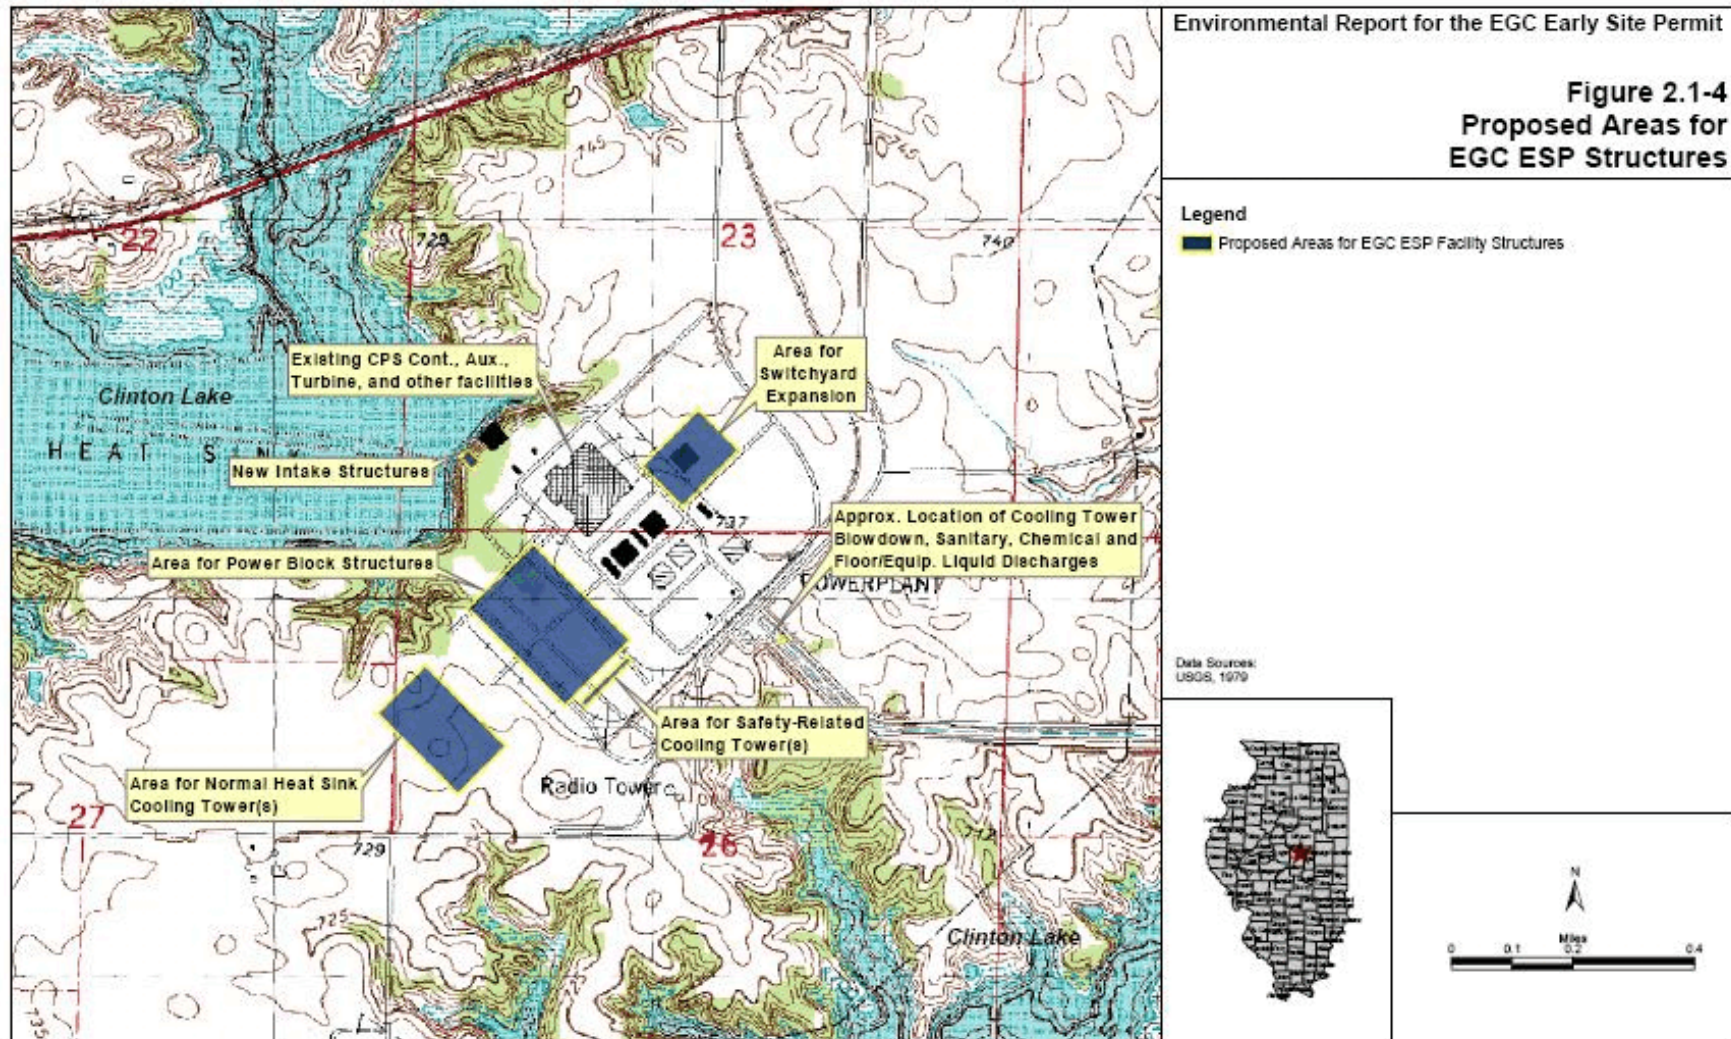 Environmental Report for the EGC Early Site Permit
Figure 2.1-4
Proposed Areas for
EGC ESP Structures
Legend
Proposed Areas for EGC ESP Facility Structures
Data Sources:
USGS, 1979
N
Miles
0 0.1 0.2 0.4
22
23
745
745
725
740
Existing CPS Cont., Aux.,
Turbine, and other facilities
Area for
Switchyard
Expansion
Clinton Lake
HEAT SINK
New Intake Structures
737
Approx. Location of Cooling Tower
Blowdown, Sanitary, Chemical and
Floor/Equip. Liquid Discharges
Area for Power Block Structures
POWERPLANT
Area for Safety-Related
Cooling Tower(s)
Area for Normal Heat Sink
Cooling Tower(s)
Radio Tower
27
26
729
712
725
Clinton Lake
735